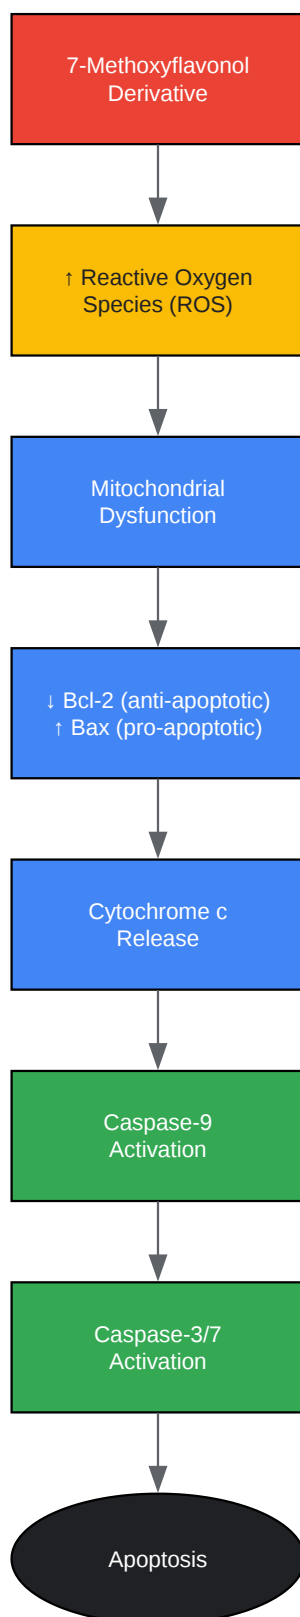 7-Methoxyflavonol
Derivative
↑ Reactive Oxygen
Species (ROS)
Mitochondrial
Dysfunction
↓ Bcl-2 (anti-apoptotic)
↑ Bax (pro-apoptotic)
Cytochrome c
Release
Caspase-9
Activation
Caspase-3/7
Activation
Apoptosis